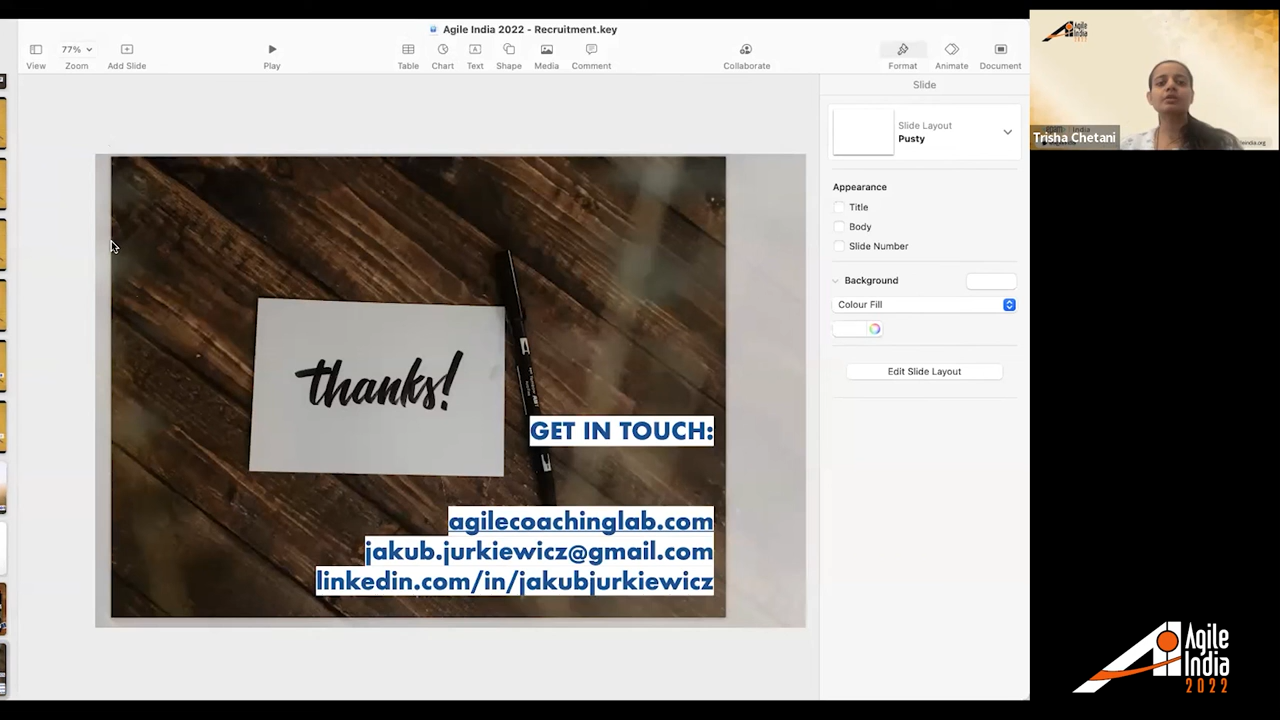 Agile India 2022 - Recruitment.key
View
77%
Zoom
Add Slide
Play
Table
Chart
Text
Shape
Media
Comment
Collaborate
Format
Animate
Document
Slide
Slide Layout
Pusty
Appearance
Title
Body
Slide Number
Background
Colour Fill
Edit Slide Layout
thanks!
GET IN TOUCH:
agilecoachinglab.com
jakub.jurkiewicz@gmail.com
linkedin.com/in/jakubjurkiewicz
Trisha Chetani
Agile
India
2022